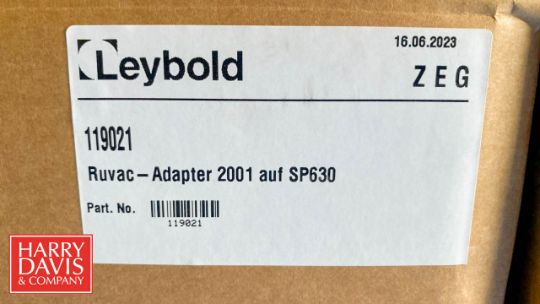 Leybold
16.06.2023
ZEG
119021
Ruvac-Adapter 2001 auf SP630
Part. No.
119021
HARRY
DAVIS
& COMPANY